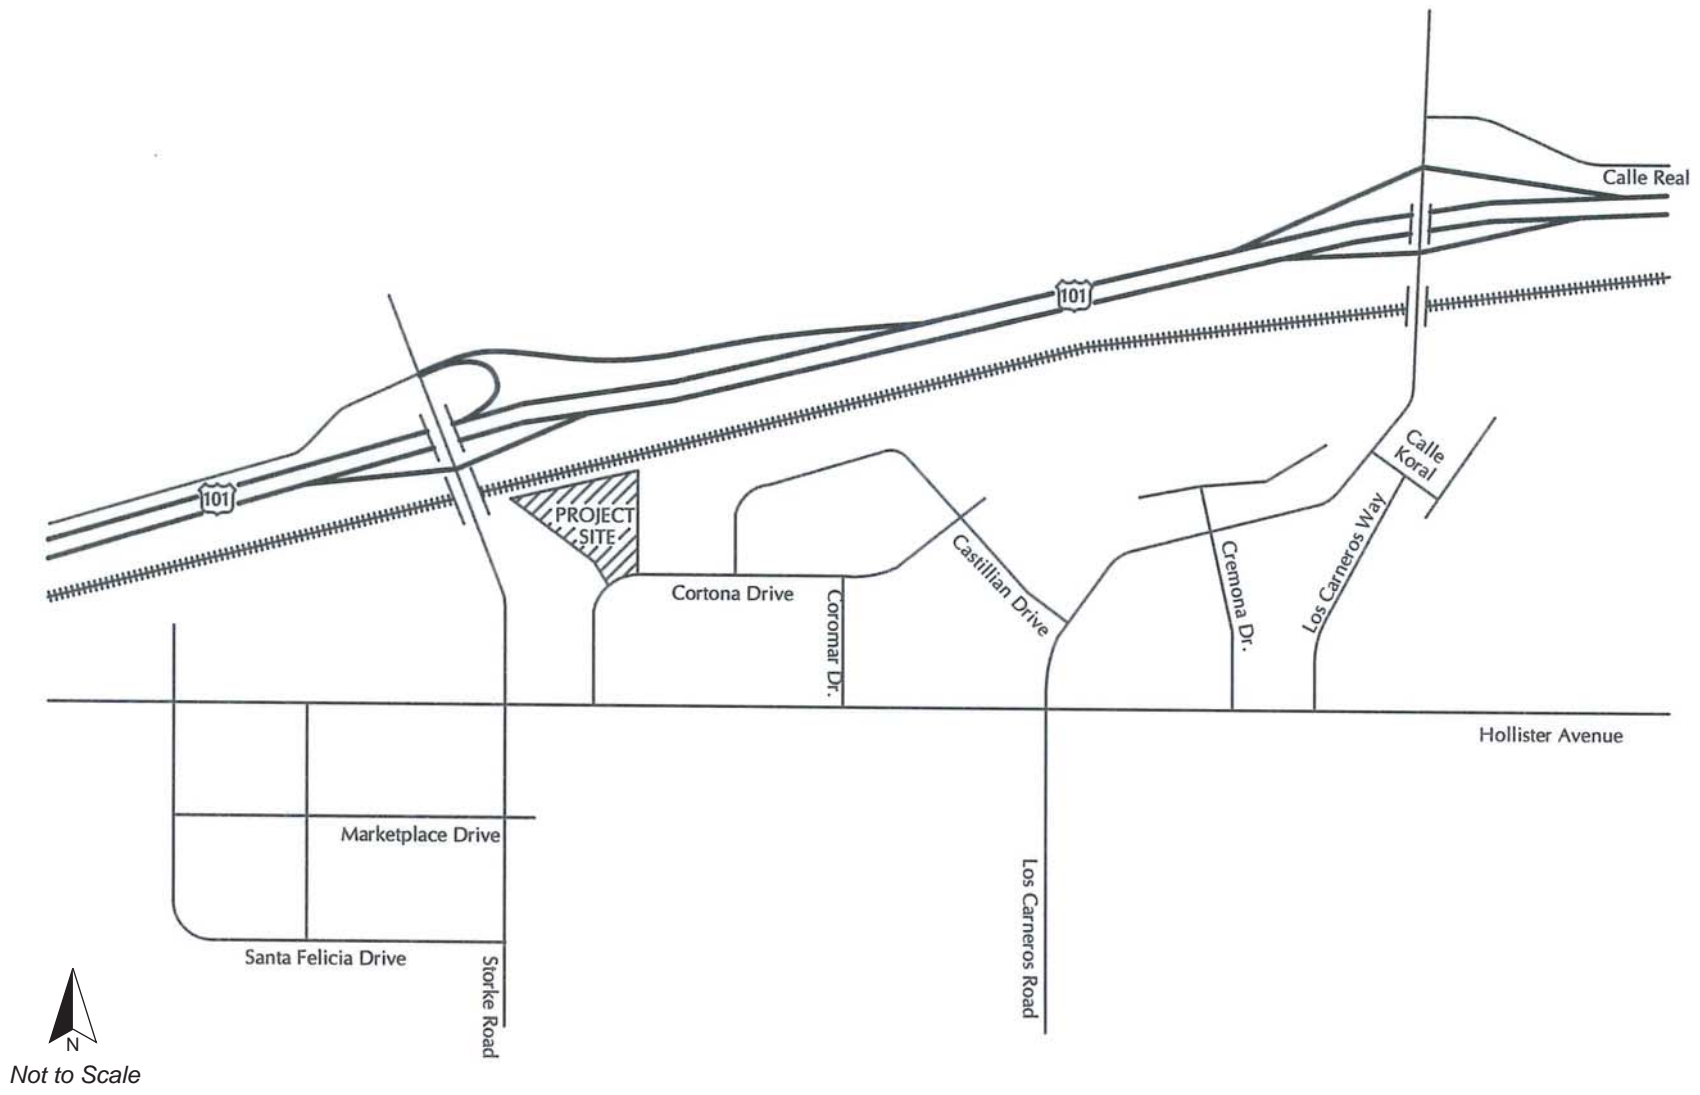 Calle Real
101
101
Calle
Koral
PROJECT
SITE
Los Carneros Way
Castillian Drive
Cremona Dr.
Cortona Drive
Coromar Dr.
Hollister Avenue
Marketplace Drive
Los Carneros Road
Santa Felicia Drive
Storke Road
N
Not to Scale